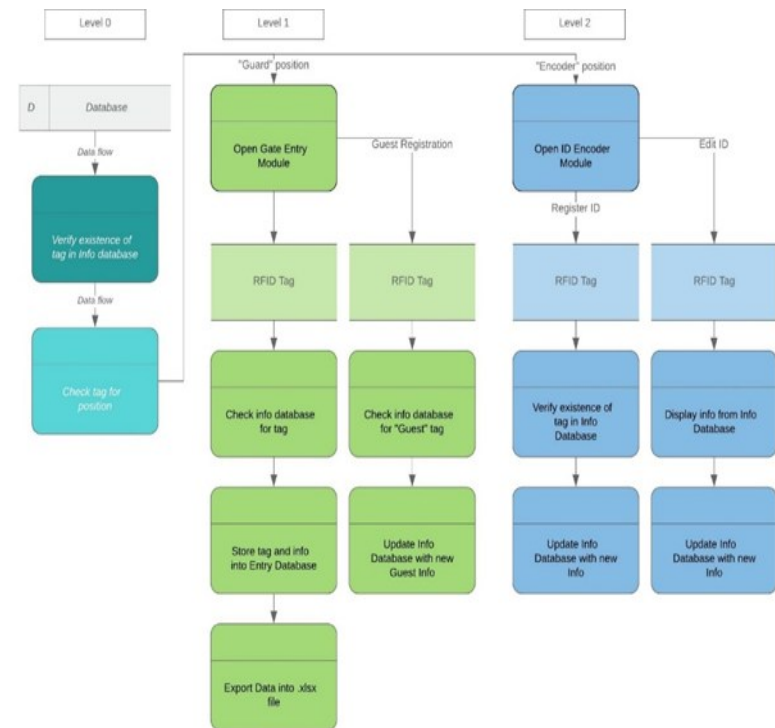 Level 0
Level 1
Level 2
"Guard" position
"Encoder" position
D
Database
Data flow
Verify existence of
tag in Info database
Data flow
Check tag for
position
Open Gate Entry
Module
Guest Registration
RFID Tag
RFID Tag
Check info database
for tag
Check info database
for "Guest" tag
Store tag and info
into Entry Database
Update Info
Database with new
Guest Info
Export Data into .xlsx
file
Open ID Encoder
Module
Edit ID
Register ID
RFID Tag
RFID Tag
Verify existence of
tag in Info
Database
Display info from Info
Database
Update Info
Database with new
Info
Update Info
Database with new
Info